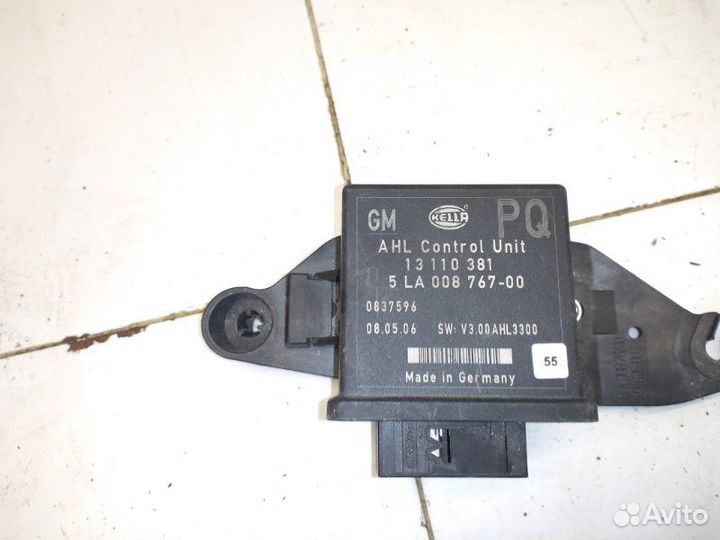 GM HELLA PQ
AHL Control Unit
13 110 381
5 LA 008 767-00
0837596
08.05.06 SW: V3.00AHL3300
55
Made in Germany
Avito